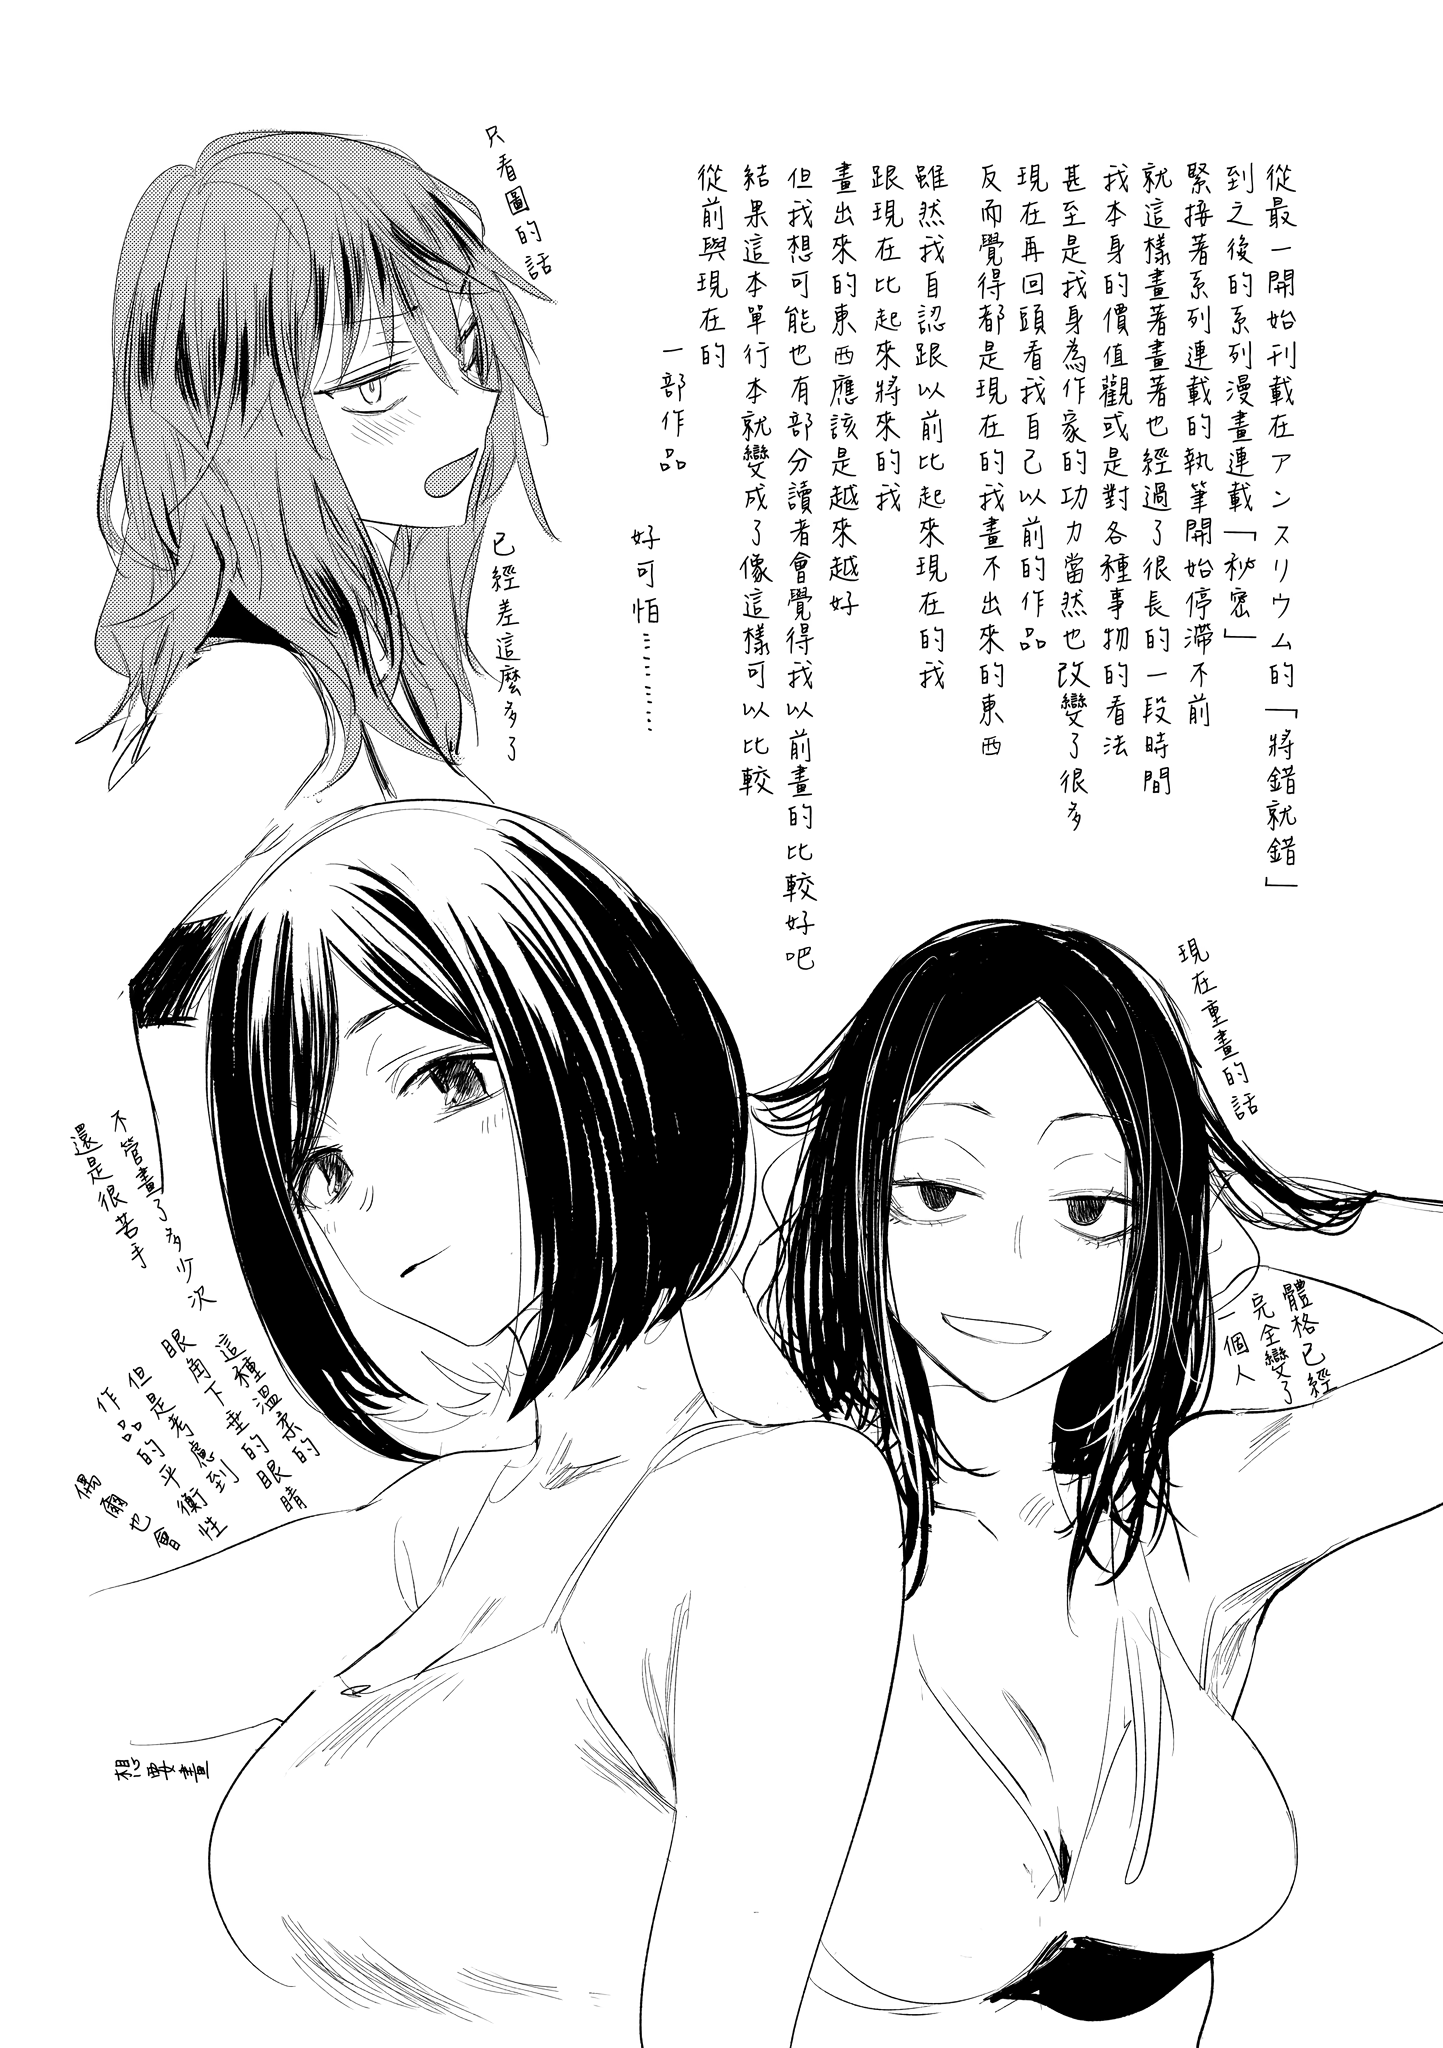 從最一開始刊載在アンスリウム的「將錯就錯」
到之後的系列漫畫連載「秘密」
緊接著系列連載的執筆開始停滯不前
就這樣畫著畫著也經過了很長的一段時間
我本身的價值觀或是對各種事物的看法
甚至是我身為作家的功力當然也改變了很多
現在再回頭看我自己以前的作品
反而覺得都是現在的我畫不出來的東西
雖然我自認跟以前比起來現在的我
跟現在比起來將來的我
畫出來的東西應該是越來越好
但我想可能也有部分讀者會覺得我以前畫的比較好吧
結果這本單行本就變成了像這樣可以比較
從前與現在的
一部作品
好可怕…………
只看圖的話
已經差這麼多了
現在重畫的話
體格已經
完全變了
一個人
不管畫了多少次
還是很苦手
這種溫柔的眼睛
眼角下垂的
但是考慮到
作品的平衡性
偶爾也會
想要畫